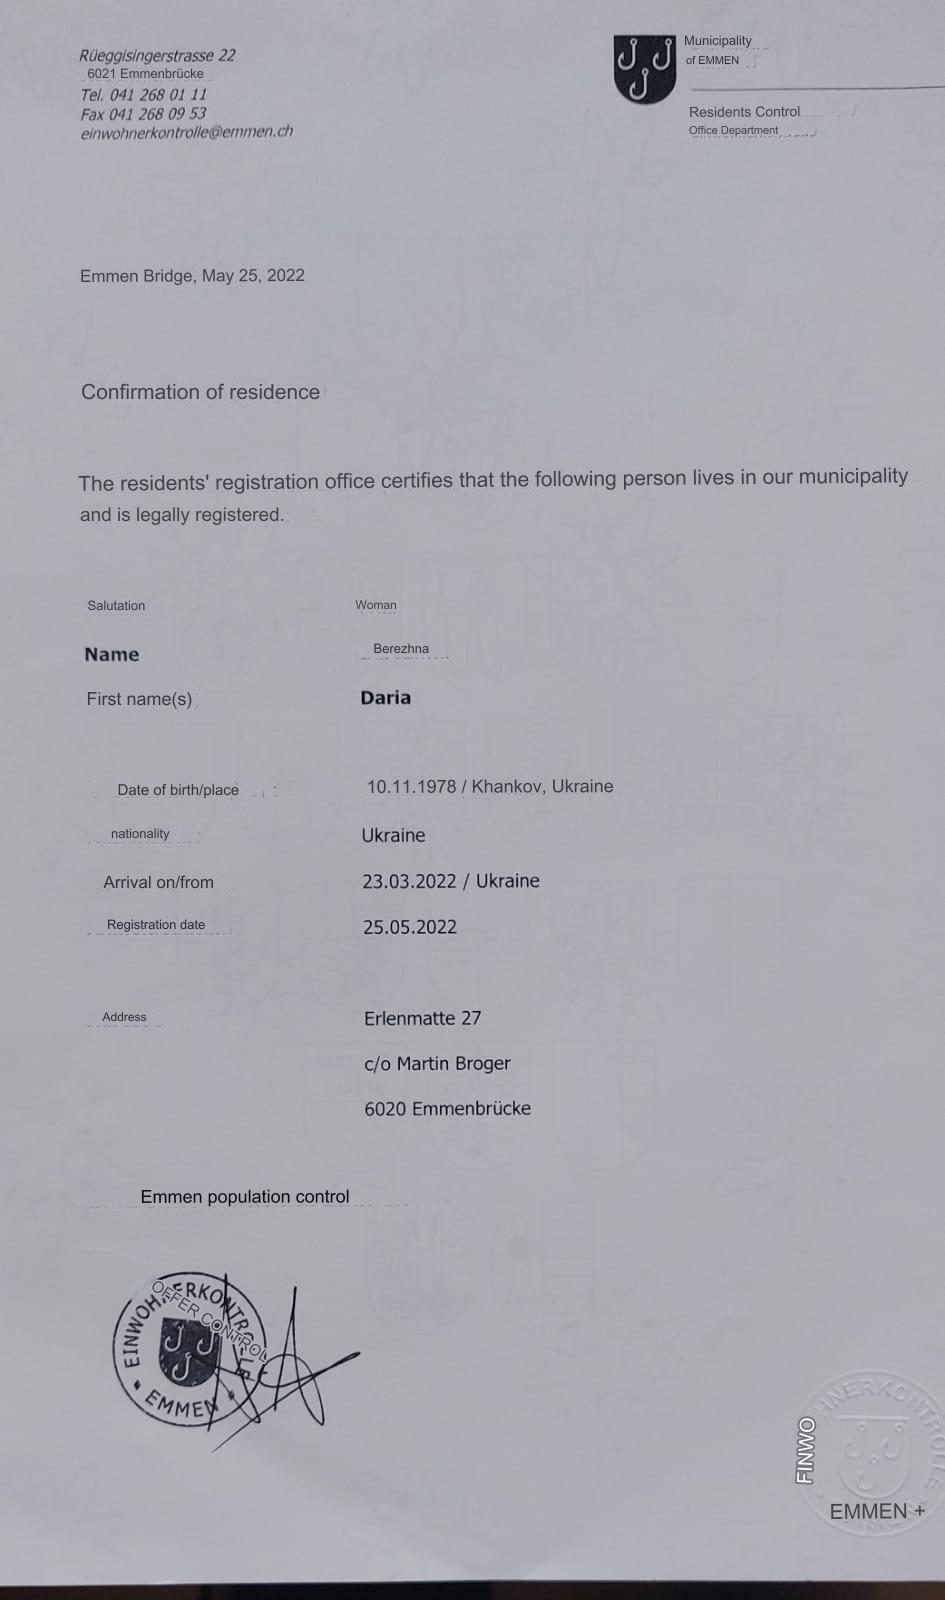 Rüeggisingerstrasse 22
6021 Emmenbrücke
Tel. 041 268 01 11
Fax 041 268 09 53
einwohnerkontrolle@emmen.ch
Municipality
of EMMEN
Residents Control
Office Department
Emmen Bridge, May 25, 2022
Confirmation of residence
The residents' registration office certifies that the following person lives in our municipality
and is legally registered.
Salutation Woman
Name Berezhna
First name(s) Daria
Date of birth/place 10.11.1978 / Khankov, Ukraine
nationality Ukraine
Arrival on/from 23.03.2022 / Ukraine
Registration date 25.05.2022
Address Erlenmatte 27
c/o Martin Broger
6020 Emmenbrücke
Emmen population control
EINWOHNERKONTROLLE
OFFER CONTROL
EMMEN
FINWO
HNERKONTROLLE
EMMEN +